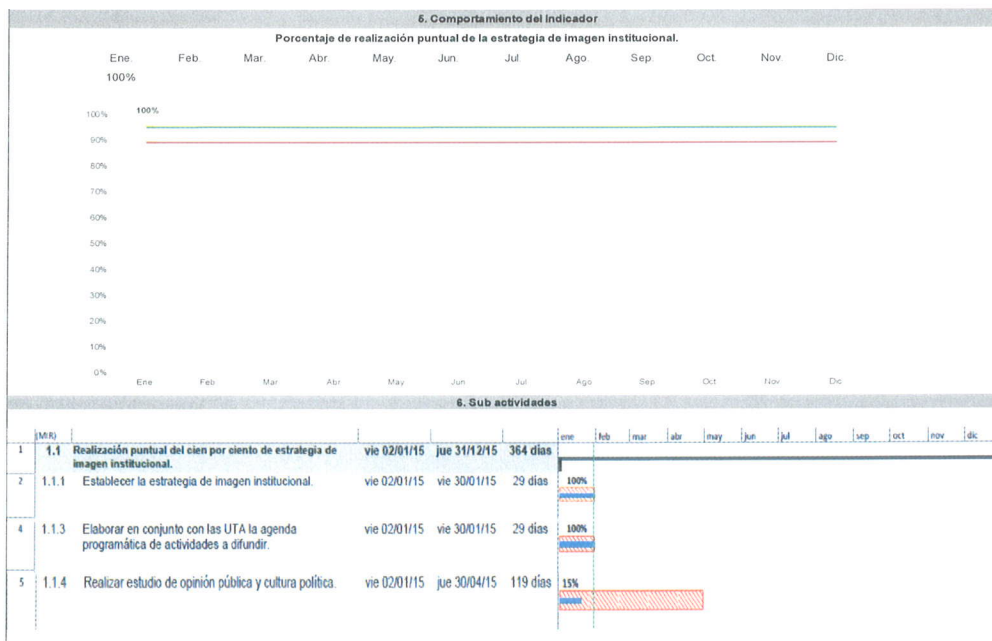 5. Comportamiento del Indicador
Porcentaje de realización puntual de la estrategia de imagen institucional.
Ene. Feb. Mar. Abr. May. Jun. Jul Ago. Sep. Oct. Nov. Dic.
100%
100%
100%
90%
80%
70%
60%
50%
40%
30%
20%
10%
0%
Ene Feb Mar Abr May Jun Jul Ago Sep Oct Nov Dic
6. Sub actividades
(MIR) ene feb mar abr may jun jul ago sep oct nov dic
1 1.1 Realización puntual del cien por ciento de estrategia de vie 02/01/15 jue 31/12/15 364 días
imagen institucional.
2 1.1.1 Establecer la estrategia de imagen institucional. vie 02/01/15 vie 30/01/15 29 días 100%
4 1.1.3 Elaborar en conjunto con las UTA la agenda vie 02/01/15 vie 30/01/15 29 días 100%
programática de actividades a difundir.
5 1.1.4 Realizar estudio de opinión pública y cultura política. vie 02/01/15 jue 30/04/15 119 días 15%